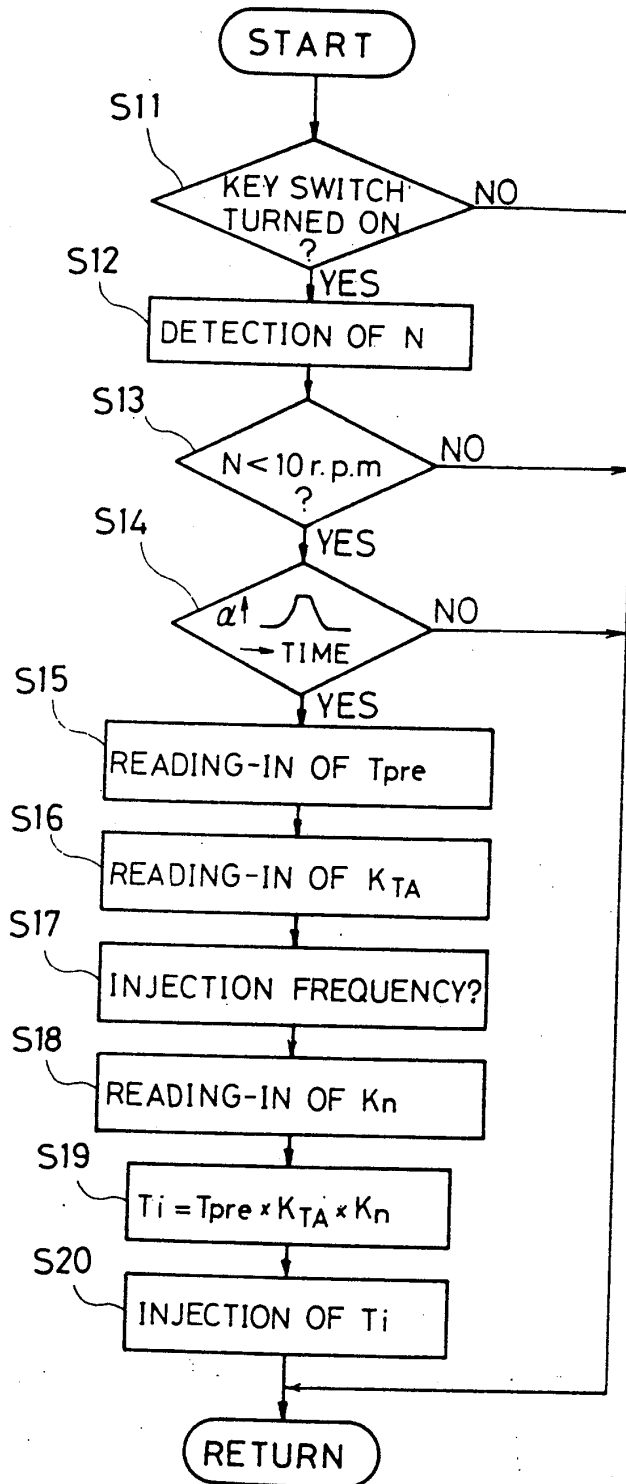 START
S11
KEY SWITCH
TURNED ON
?
NO
YES
S12
DETECTION OF N
S13
N < 10 r.p.m
?
NO
YES
S14
α↑
→ TIME
NO
YES
S15
READING-IN OF Tpre
S16
READING-IN OF KTA
S17
INJECTION FREQUENCY?
S18
READING-IN OF Kn
S19
Ti = Tpre × KTA × Kn
S20
INJECTION OF Ti
RETURN